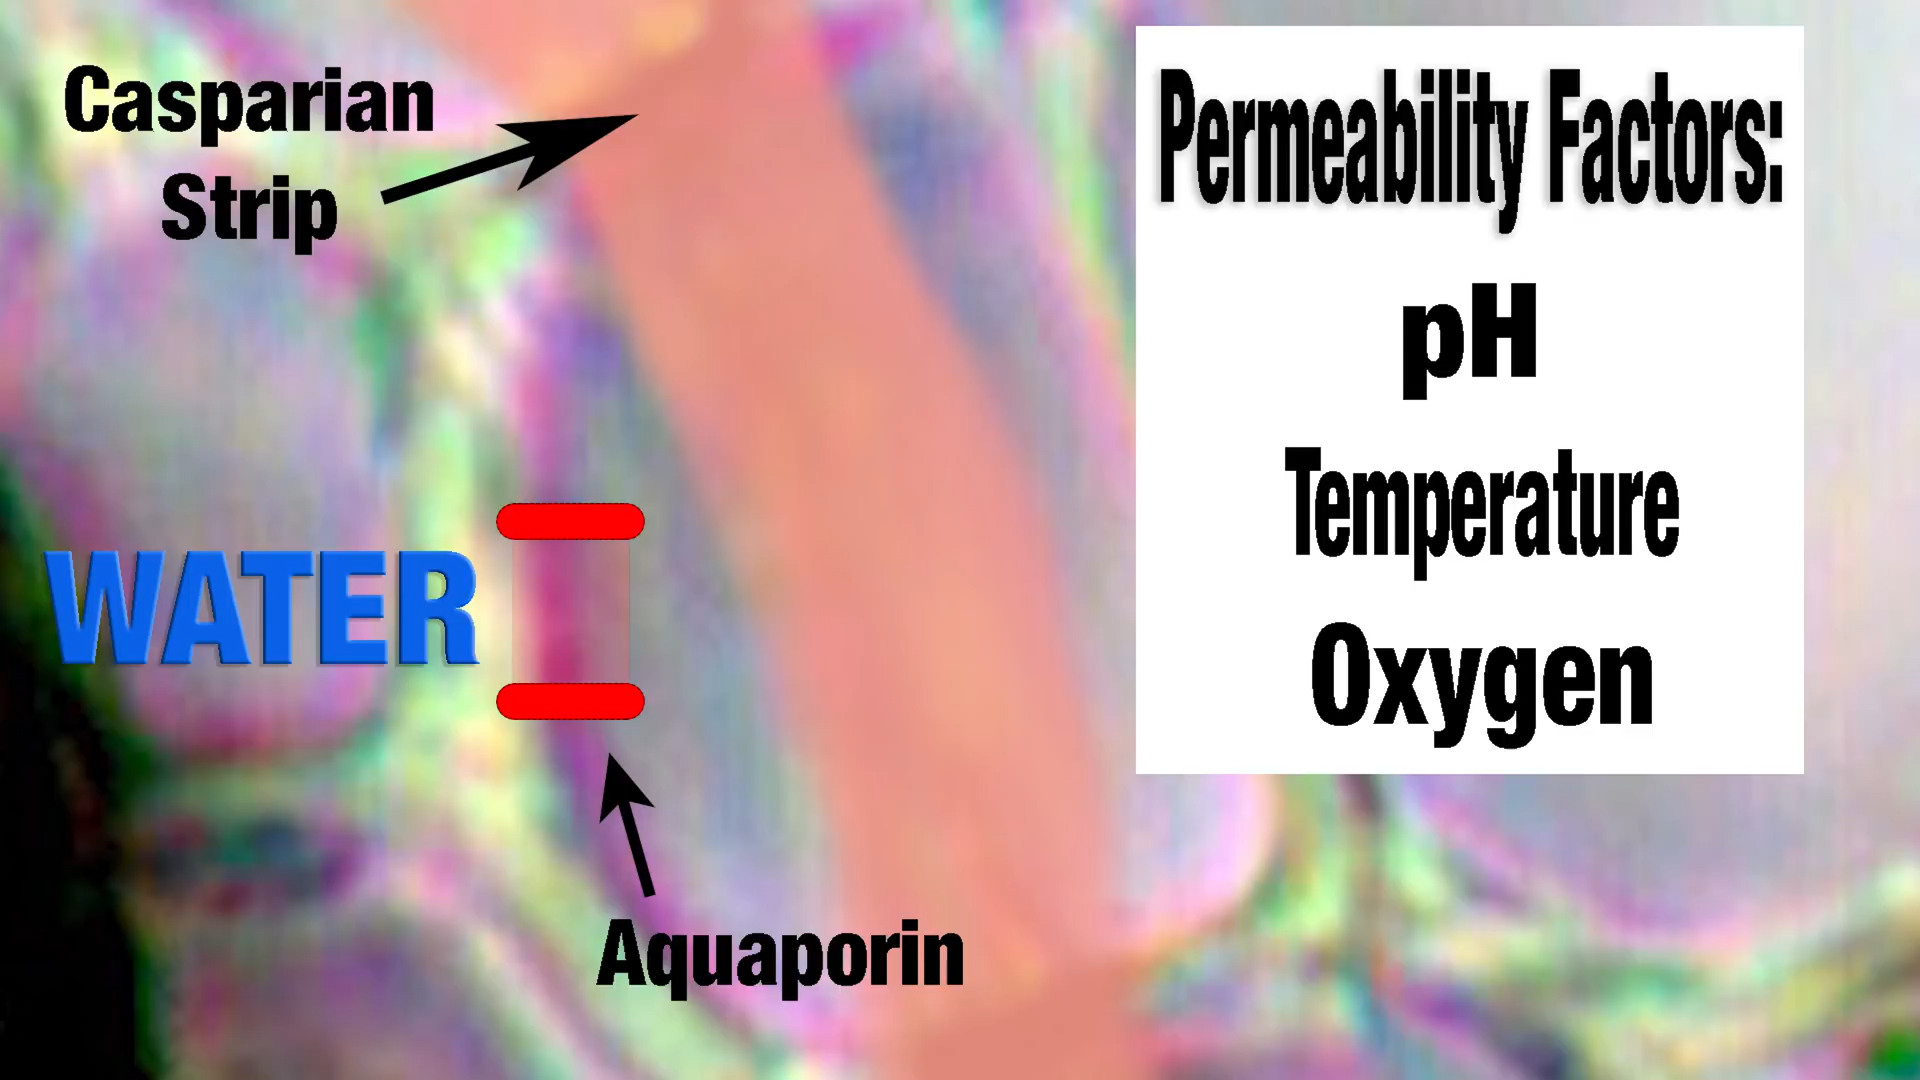 Casparian
Strip
WATER
Aquaporin
Permeability Factors:
pH
Temperature
Oxygen